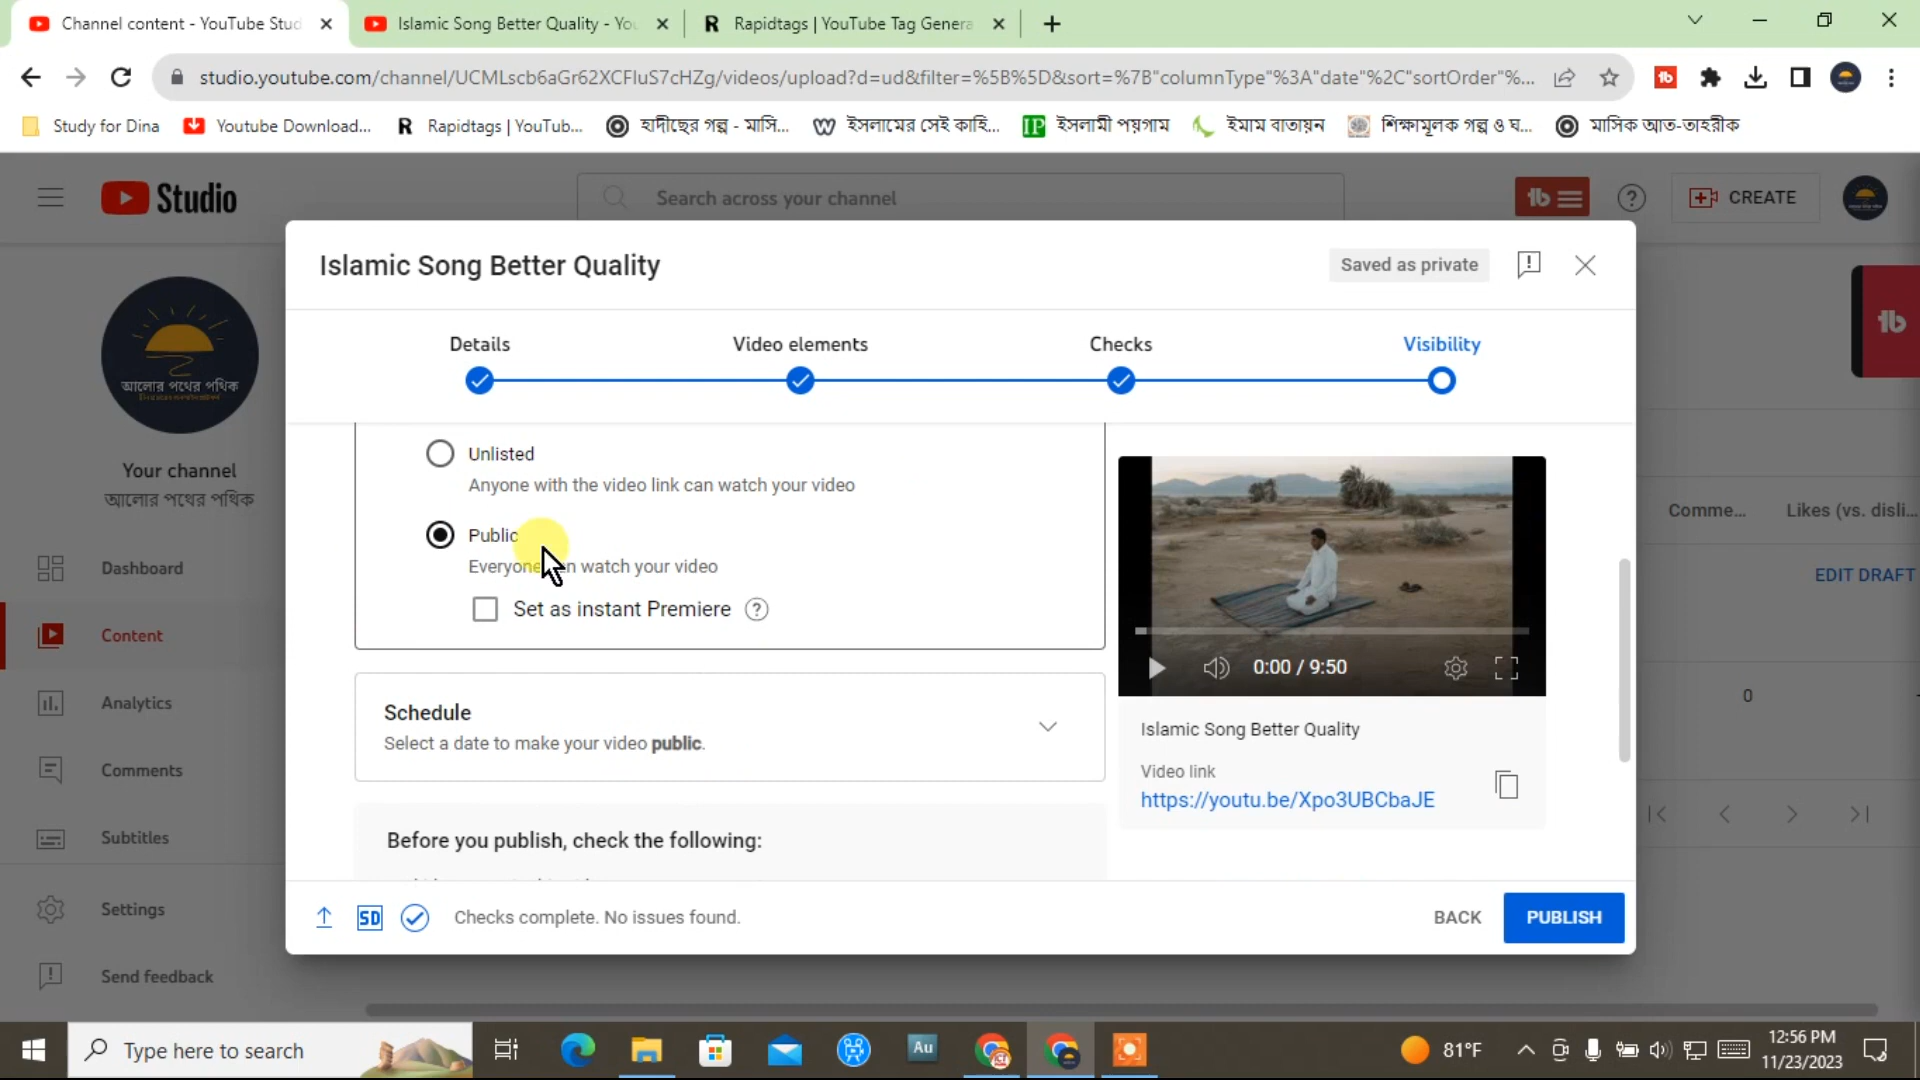 Channel content - YouTube Stud
Islamic Song Better Quality - You
Rapidtags | YouTube Tag Genera
studio.youtube.com/channel/UCMLscb6aGr62XCFluS7cHZg/videos/upload?d=ud&filter=%5B%5D&sort=%7B"columnType"%3A"date"%2C"sortOrder"%...
Study for Dina
Youtube Download...
Rapidtags | YouTub...
হাদীছের গল্প - মাসি...
ইসলামের সেই কাহি...
ইসলামী পয়গাম
ইমাম বাতায়ন
শিক্ষামূলক গল্প ও ঘ...
মাসিক আত-তাহরীক
Studio
Search across your channel
CREATE
Islamic Song Better Quality
Saved as private
Details
Video elements
Checks
Visibility
আলোর পথের পথিক
Your channel
আলোর পথের পথিক
Dashboard
Content
Analytics
Comments
Subtitles
Settings
Send feedback
Unlisted
Anyone with the video link can watch your video
Public
Everyone can watch your video
Set as instant Premiere
Schedule
Select a date to make your video public.
Before you publish, check the following:
0:00 / 9:50
Islamic Song Better Quality
Video link
https://youtu.be/Xpo3UBCbaJE
Comme...
Likes (vs. disli...
EDIT DRAFT
0
SD
Checks complete. No issues found.
BACK
PUBLISH
Type here to search
Au
81°F
12:56 PM
11/23/2023